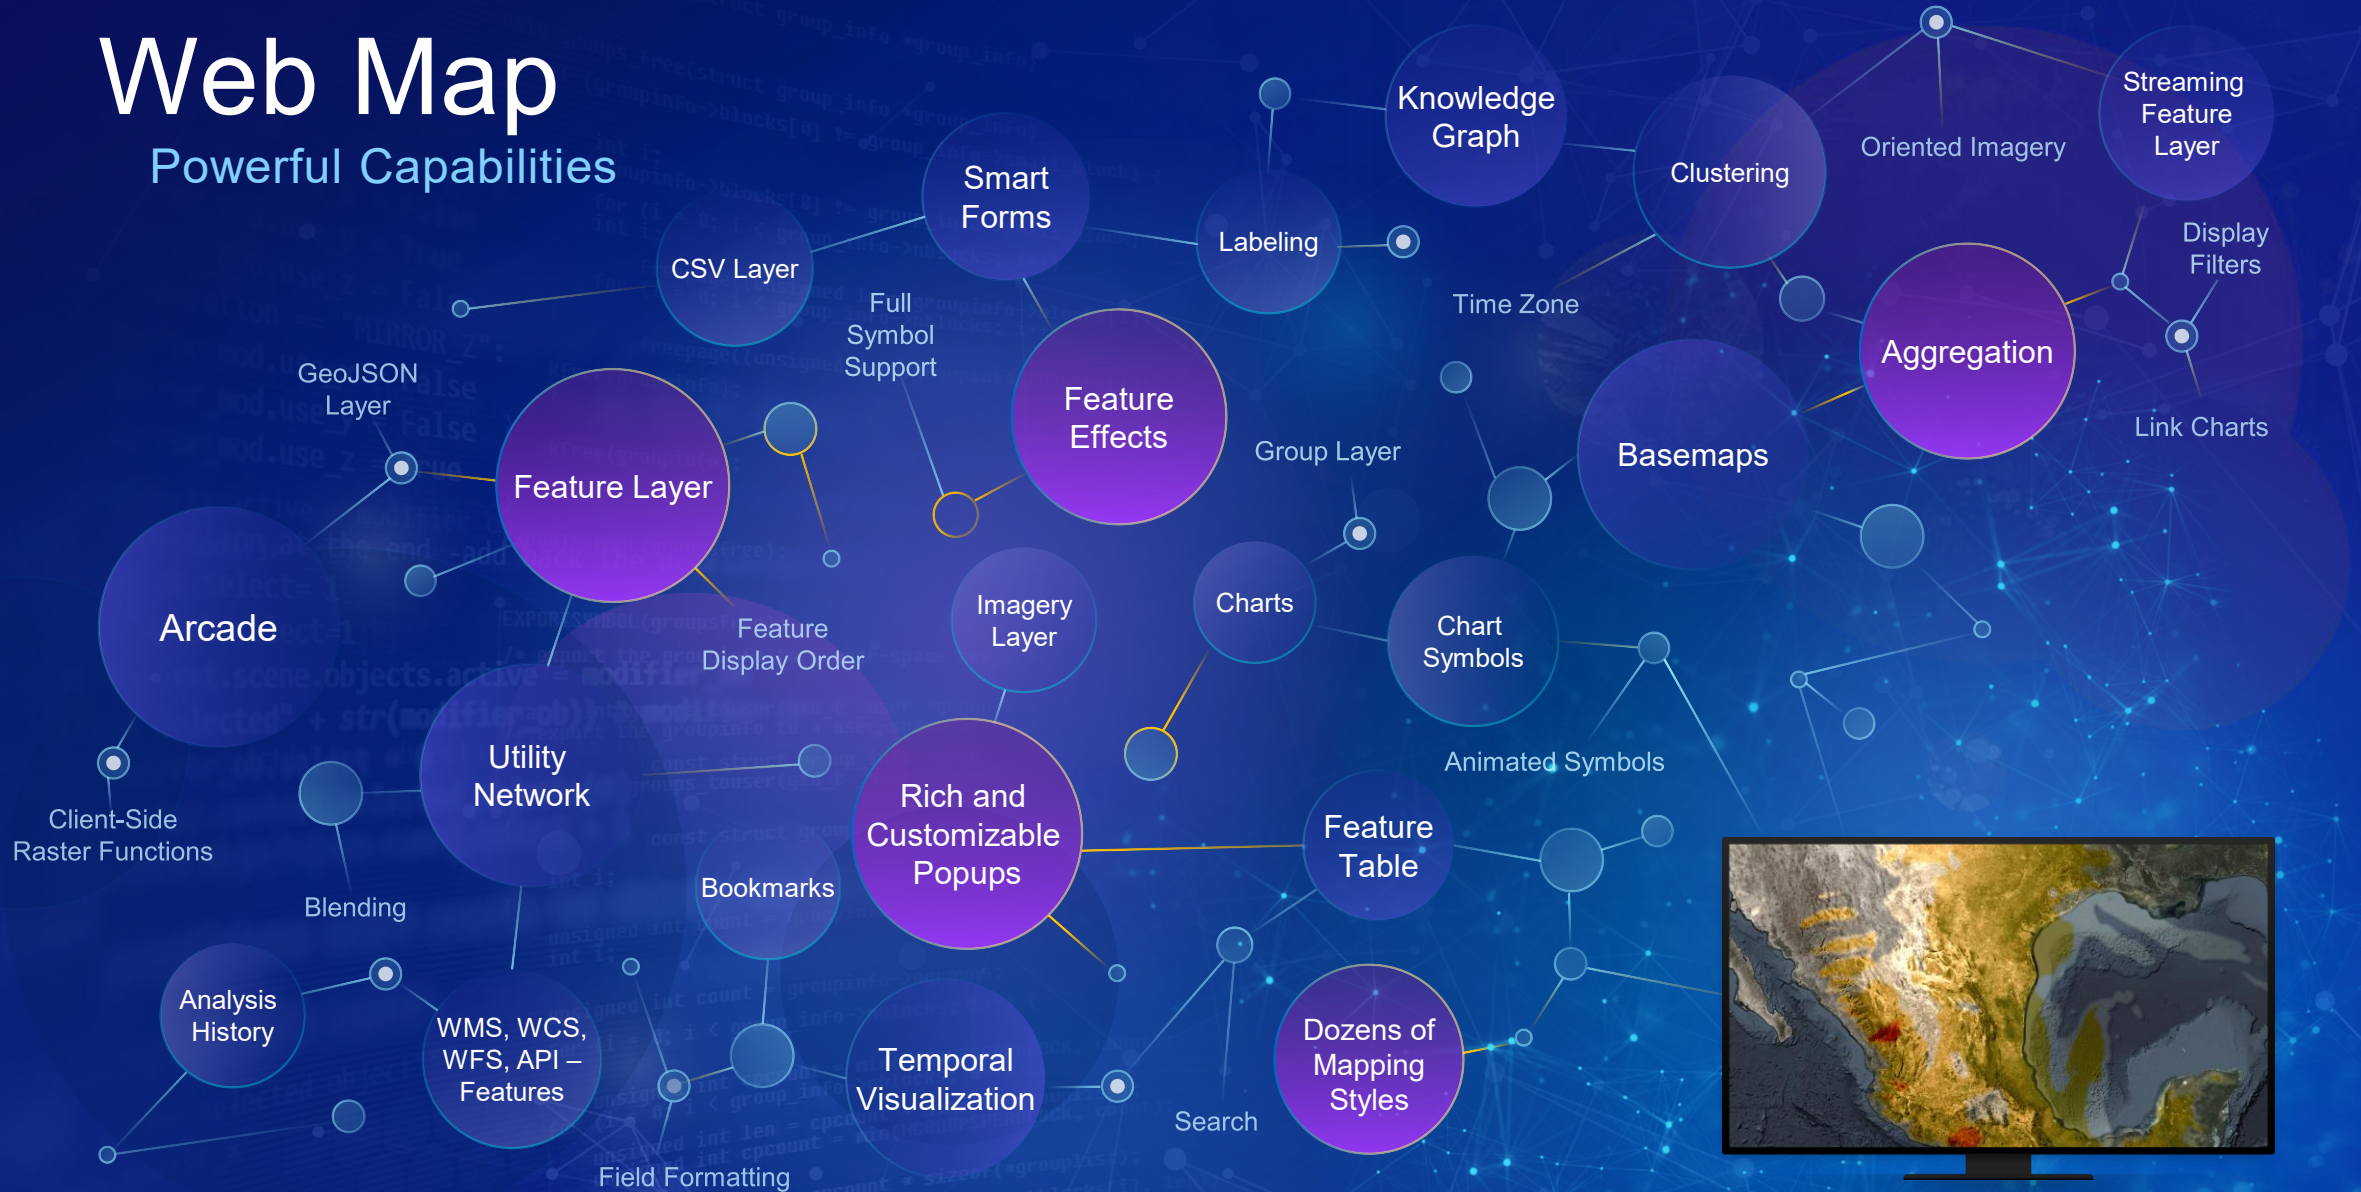 Web Map
Powerful Capabilities
Knowledge
Graph
Streaming
Feature
Layer
Clustering
Oriented Imagery
Smart
Forms
Labeling
CSV Layer
Display
Filters
Full
Symbol
Support
Time Zone
Aggregation
GeoJSON
Layer
Feature
Effects
Link Charts
Group Layer
Basemaps
Feature Layer
Arcade
Feature
Display Order
Imagery
Layer
Charts
Chart
Symbols
Utility
Network
Animated Symbols
Client-Side
Raster Functions
Rich and
Customizable
Popups
Feature
Table
Blending
Bookmarks
Analysis
History
WMS, WCS,
WFS, API –
Features
Temporal
Visualization
Dozens of
Mapping
Styles
Search
Field Formatting